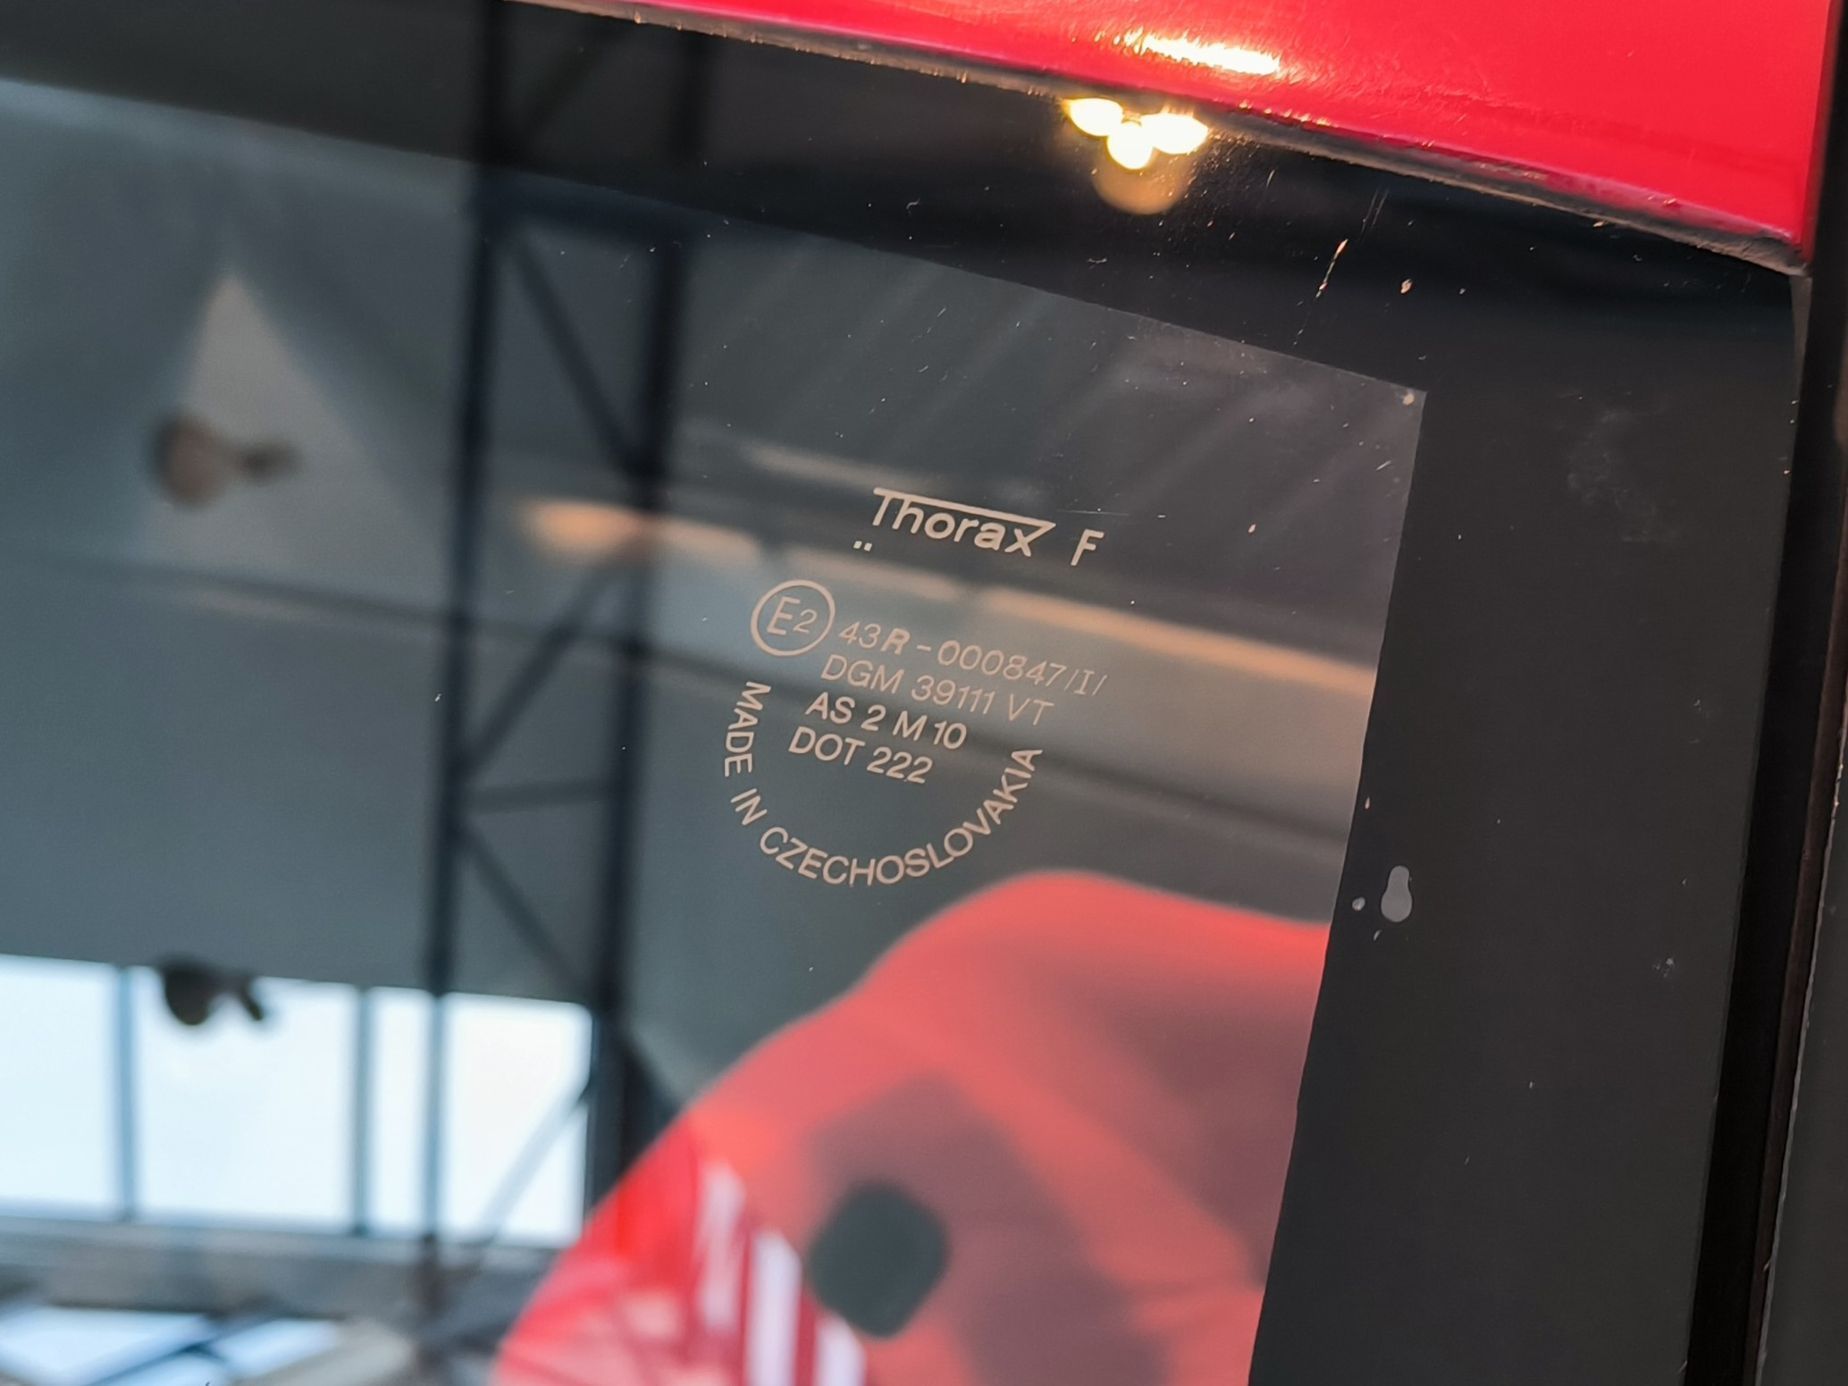 Thorax F
..
E2 43R-000847/I/
DGM 39111 VT
AS 2 M 10
DOT 222
MADE IN CZECHOSLOVAKIA